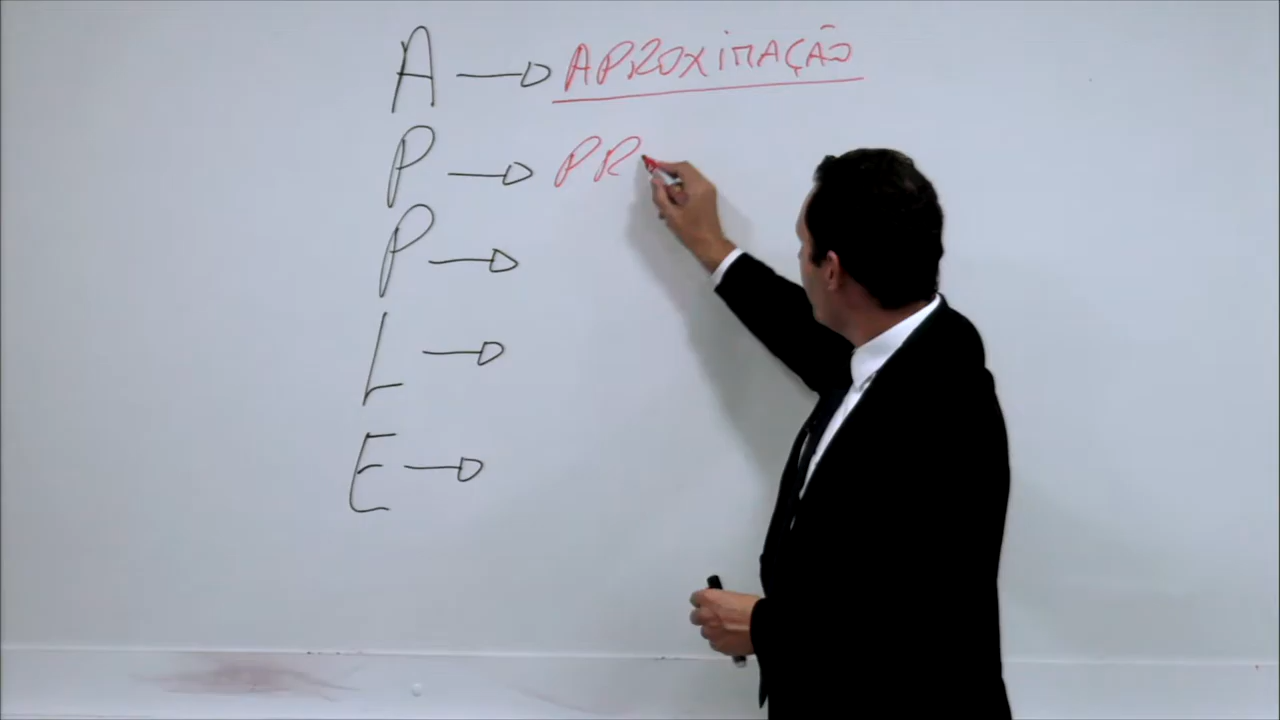 A → APROXIMAÇÃO
P → PR
P →
L →
E →